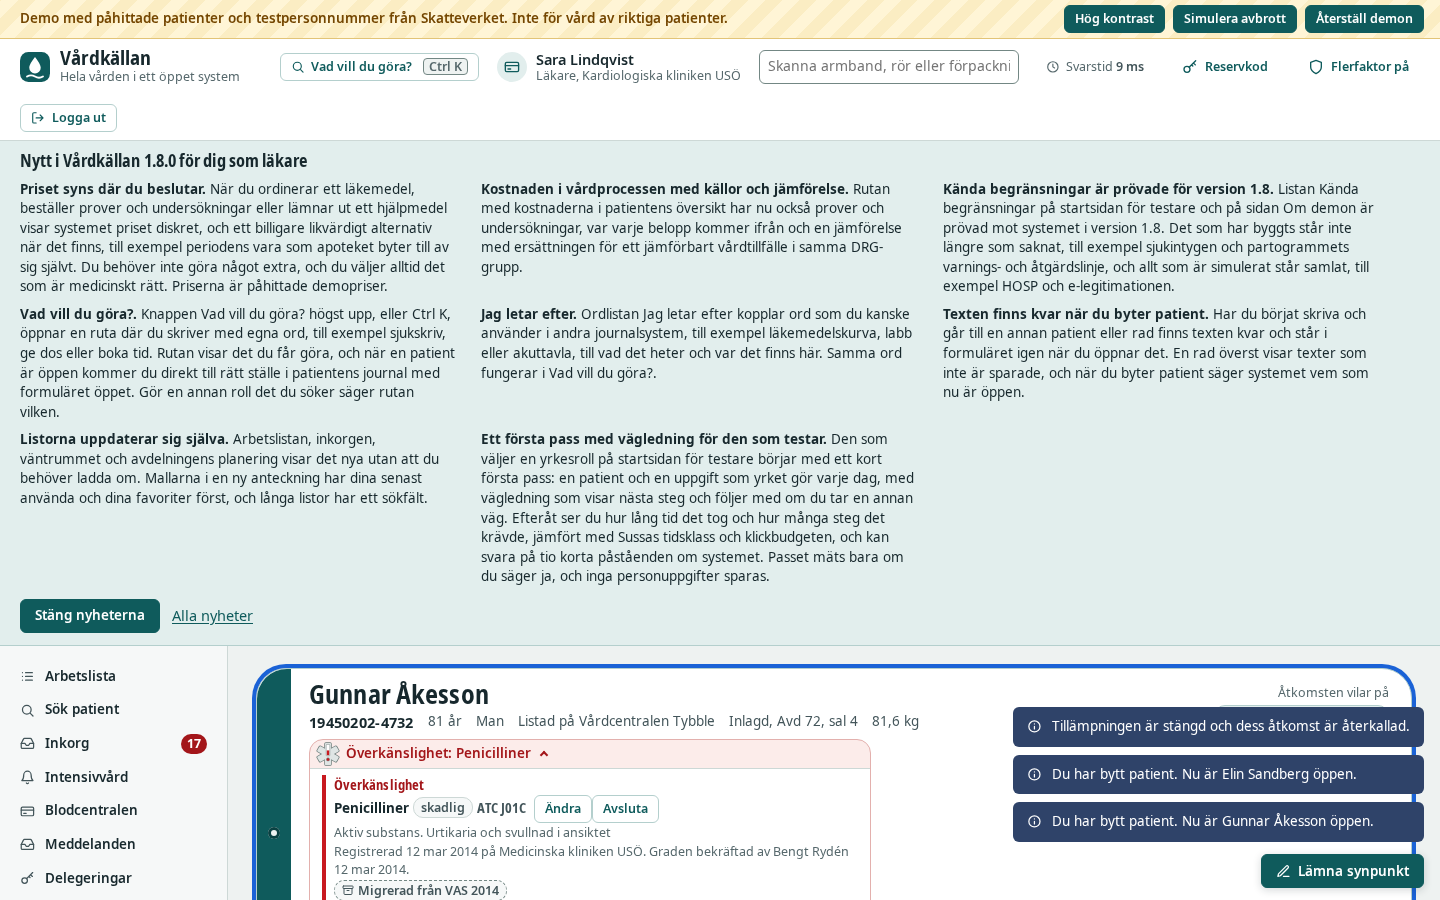 Demo med påhittade patienter och testpersonnummer från Skatteverket. Inte för vård av riktiga patienter.
Hög kontrast
Simulera avbrott
Återställ demon
Vårdkällan
Hela vården i ett öppet system
Vad vill du göra? Ctrl K
Sara Lindqvist
Läkare, Kardiologiska kliniken USÖ
Skanna armband, rör eller förpackni
Svarstid 9 ms
Reservkod
Flerfaktor på
Logga ut
Nytt i Vårdkällan 1.8.0 för dig som läkare
Priset syns där du beslutar. När du ordinerar ett läkemedel,
beställer prover och undersökningar eller lämnar ut ett hjälpmedel
visar systemet priset diskret, och ett billigare likvärdigt alternativ
när det finns, till exempel periodens vara som apoteket byter till av
sig självt. Du behöver inte göra något extra, och du väljer alltid det
som är medicinskt rätt. Priserna är påhittade demopriser.
Kostnaden i vårdprocessen med källor och jämförelse. Rutan
med kostnaderna i patientens översikt har nu också prover och
undersökningar, var varje belopp kommer ifrån och en jämförelse
med ersättningen för ett jämförbart vårdtillfälle i samma DRG-
grupp.
Kända begränsningar är prövade för version 1.8. Listan Kända
begränsningar på startsidan för testare och på sidan Om demon är
prövad mot systemet i version 1.8. Det som har byggts står inte
längre som saknat, till exempel sjukintygen och partogrammets
varnings- och åtgärdslinje, och allt som är simulerat står samlat, till
exempel HOSP och e-legitimationen.
Vad vill du göra?. Knappen Vad vill du göra? högst upp, eller Ctrl K,
öppnar en ruta där du skriver med egna ord, till exempel sjukskriv,
ge dos eller boka tid. Rutan visar det du får göra, och när en patient
är öppen kommer du direkt till rätt ställe i patientens journal med
formuläret öppet. Gör en annan roll det du söker säger rutan
vilken.
Jag letar efter. Ordlistan Jag letar efter kopplar ord som du kanske
använder i andra journalsystem, till exempel läkemedelskurva, labb
eller akuttavla, till vad det heter och var det finns här. Samma ord
fungerar i Vad vill du göra?.
Texten finns kvar när du byter patient. Har du börjat skriva och
går till en annan patient eller rad finns texten kvar och står i
formuläret igen när du öppnar det. En rad överst visar texter som
inte är sparade, och när du byter patient säger systemet vem som
nu är öppen.
Listorna uppdaterar sig själva. Arbetslistan, inkorgen,
väntrummet och avdelningens planering visar det nya utan att du
behöver ladda om. Mallarna i en ny anteckning har dina senast
använda och dina favoriter först, och långa listor har ett sökfält.
Ett första pass med vägledning för den som testar. Den som
väljer en yrkesroll på startsidan för testare börjar med ett kort
första pass: en patient och en uppgift som yrket gör varje dag, med
vägledning som visar nästa steg och följer med om du tar en annan
väg. Efteråt ser du hur lång tid det tog och hur många steg det
krävde, jämfört med Sussas tidsklass och klickbudgeten, och kan
svara på tio korta påståenden om systemet. Passet mäts bara om
du säger ja, och inga personuppgifter sparas.
Stäng nyheterna
Alla nyheter
Arbetslista
Sök patient
Inkorg 17
Intensivvård
Blodcentralen
Meddelanden
Delegeringar
Gunnar Åkesson
Åtkomsten vilar på
19450202-4732 81 år Man Listad på Vårdcentralen Tybble Inlagd, Avd 72, sal 4 81,6 kg
Överkänslighet: Penicilliner
Överkänslighet
Penicilliner skadlig ATC J01C Ändra Avsluta
Aktiv substans. Urtikaria och svullnad i ansiktet
Registrerad 12 mar 2014 på Medicinska kliniken USÖ. Graden bekräftad av Bengt Rydén
12 mar 2014.
Migrerad från VAS 2014
Tillämpningen är stängd och dess åtkomst är återkallad.
Du har bytt patient. Nu är Elin Sandberg öppen.
Du har bytt patient. Nu är Gunnar Åkesson öppen.
Lämna synpunkt